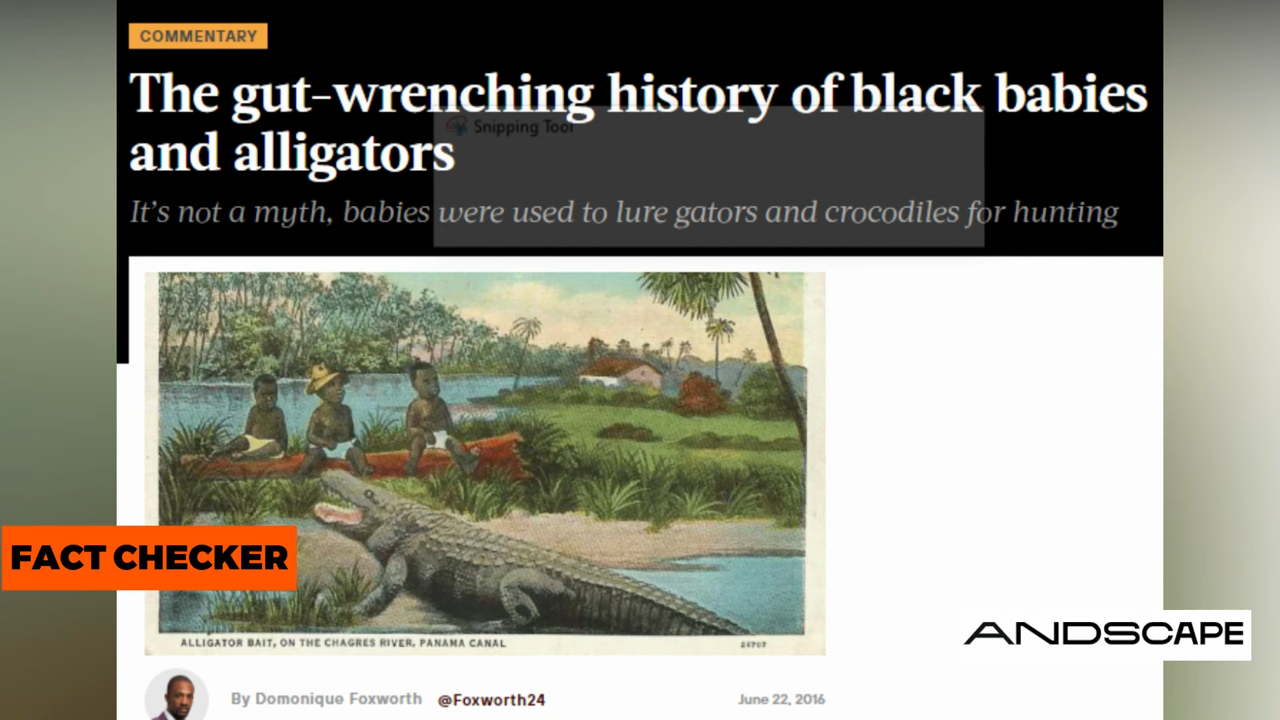 COMMENTARY
The gut-wrenching history of black babies
and alligators
Snipping Tool
It's not a myth, babies were used to lure gators and crocodiles for hunting
FACT CHECKER
ANDSCAPE
ALLIGATOR BAIT, ON THE CHAGRES RIVER, PANAMA CANAL
By Domonique Foxworth @Foxworth24 June 22, 2016